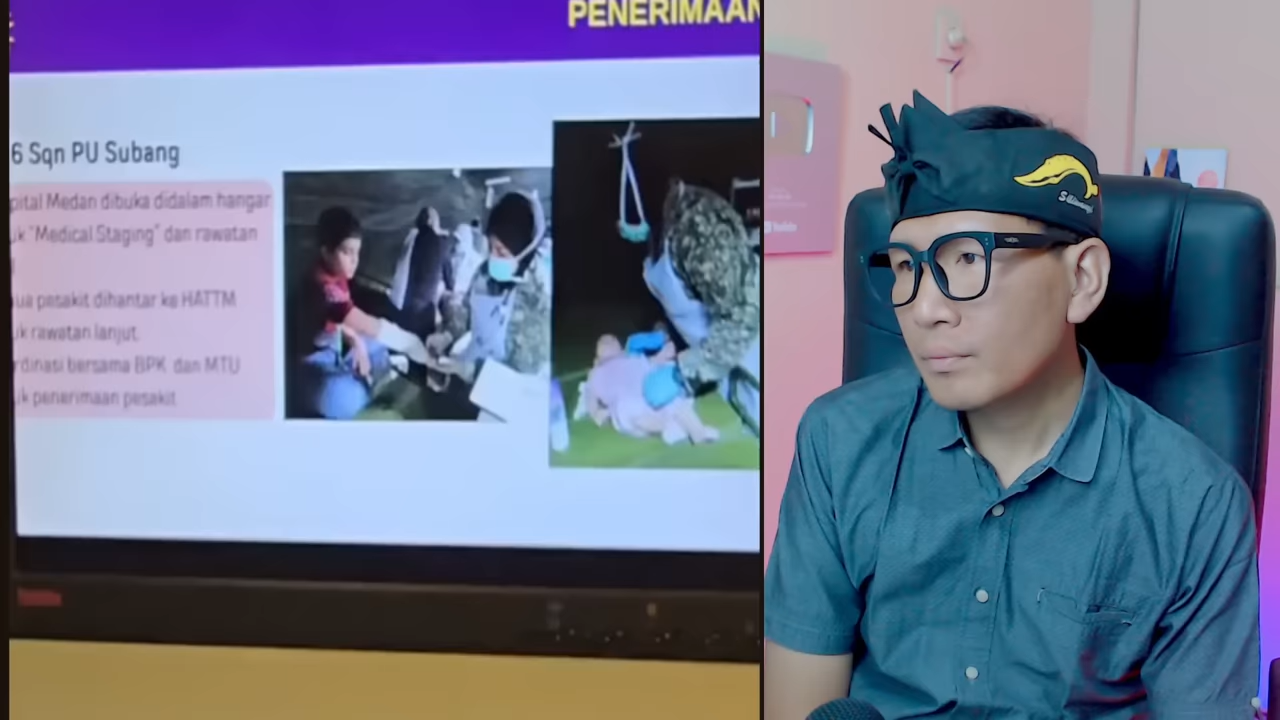 PENERIMAAN
6 Sqn PU Subang
pital Medan dibuka didalam hangar
uk "Medical Staging" dan rawatan
ua pesakit dihantar ke HATTM
uk rawatan lanjut.
rdinasi bersama BPK dan MTU
uk penerimaan pesakit
YouTube